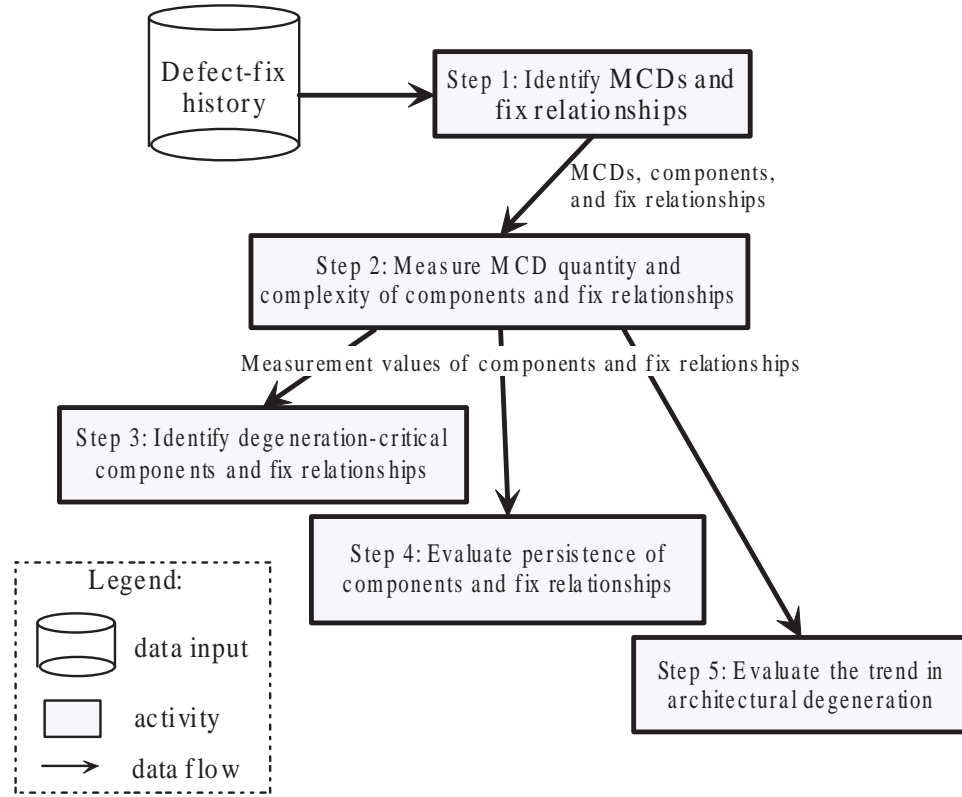 Defect-fix
history
Step 1: Identify MCDs and
fix relationships
MCDs, components,
and fix relationships
Step 2: Measure MCD quantity and
complexity of components and fix relationships
Measurement values of components and fix relationships
Step 3: Identify degeneration-critical
components and fix relationships
Step 4: Evaluate persistence of
components and fix relationships
Step 5: Evaluate the trend in
architectural degeneration
Legend:
data input
activity
data flow